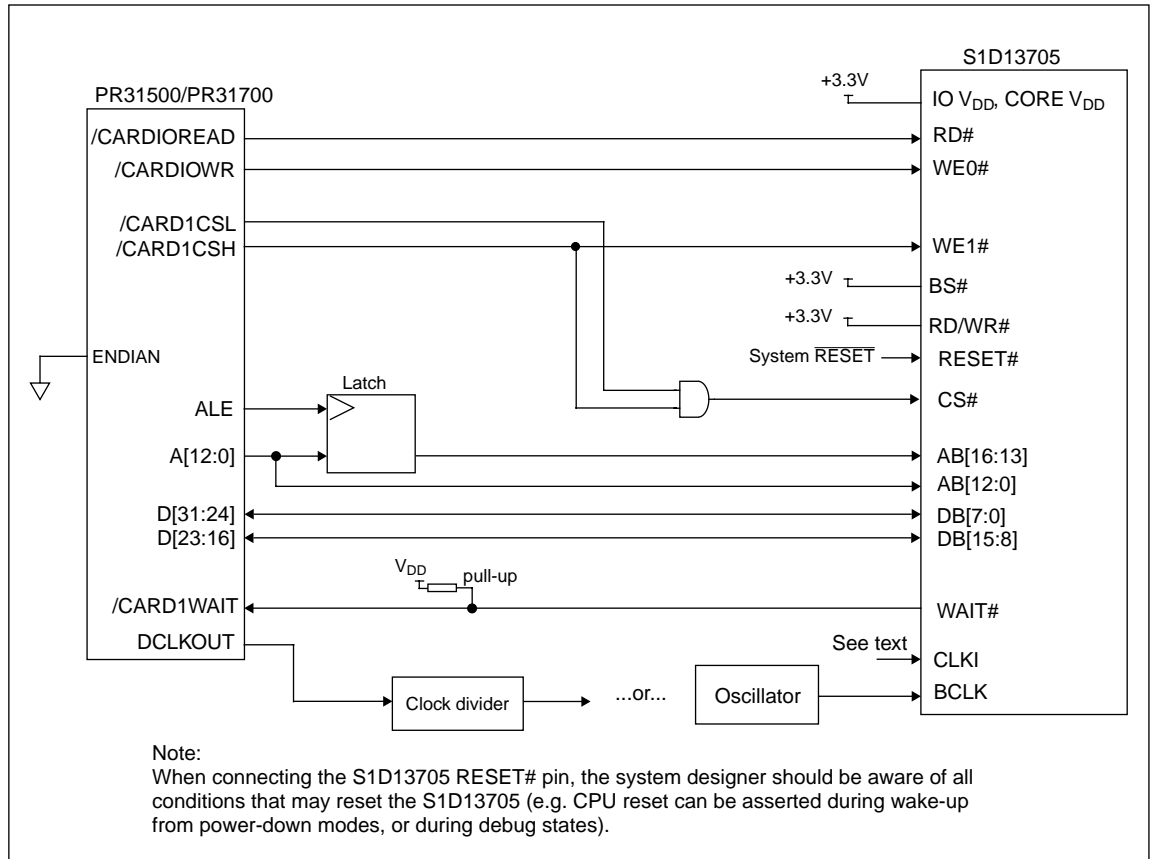 S1D13705
+3.3V
PR31500/PR31700
IO VDD, CORE VDD
/CARDIOREAD
RD#
/CARDIOWR
WE0#
/CARD1CSL
/CARD1CSH
WE1#
+3.3V
BS#
+3.3V
RD/WR#
System RESET
RESET#
ENDIAN
Latch
CS#
ALE
A[12:0]
AB[16:13]
AB[12:0]
D[31:24]
DB[7:0]
D[23:16]
DB[15:8]
VDD
pull-up
/CARD1WAIT
WAIT#
DCLKOUT
See text
CLKI
Clock divider
...or...
Oscillator
BCLK
Note:
When connecting the S1D13705 RESET# pin, the system designer should be aware of all
conditions that may reset the S1D13705 (e.g. CPU reset can be asserted during wake-up
from power-down modes, or during debug states).